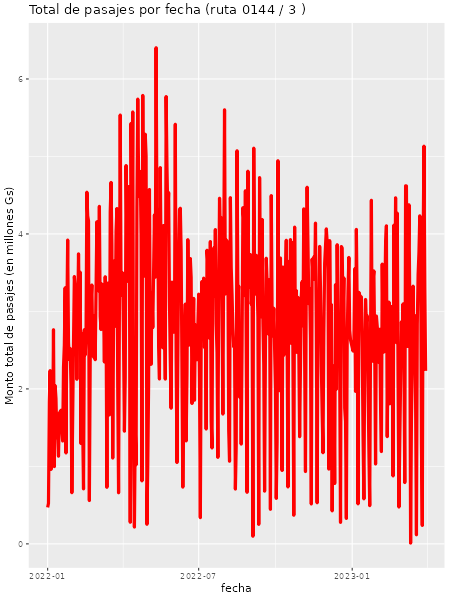 Total de pasajes por fecha (ruta 0144 / 3 )
Monto total de pasajes (en millones Gs)
6
4
2
0
2022-01
2022-07
2023-01
fecha